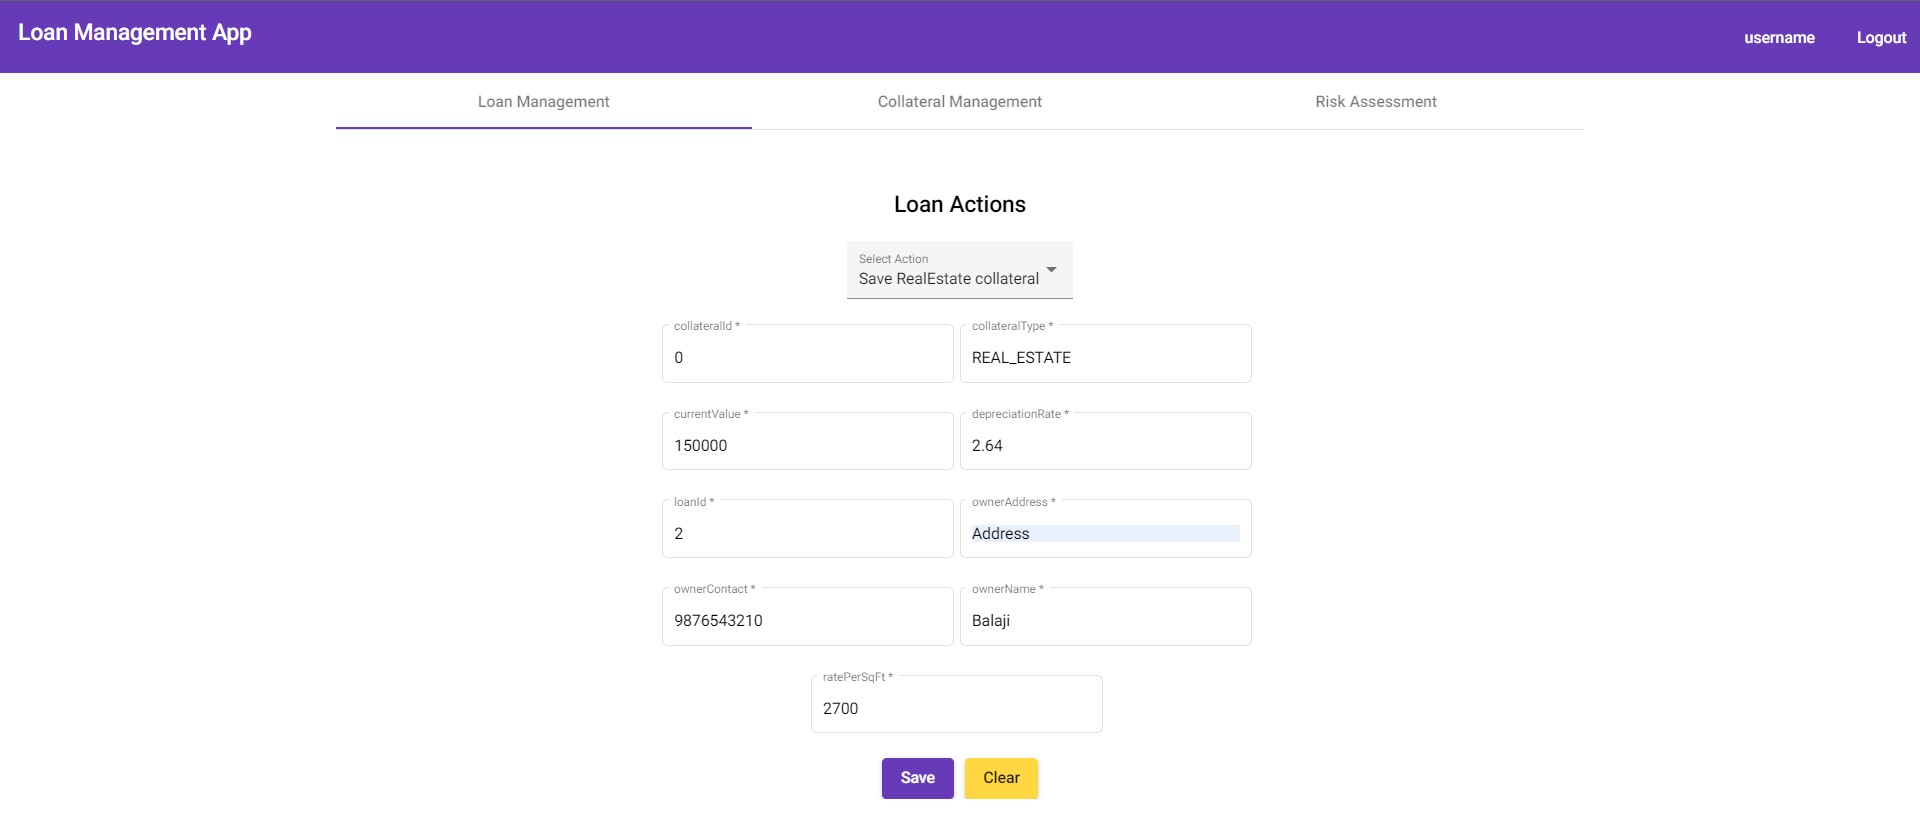 Loan Management App
username
Logout
Loan Management
Collateral Management
Risk Assessment
Loan Actions
Select Action
Save RealEstate collateral
collateralId *
0
collateralType *
REAL_ESTATE
currentValue *
150000
depreciationRate *
2.64
loanId *
2
ownerAddress *
Address
ownerContact *
9876543210
ownerName *
Balaji
ratePerSqFt *
2700
Save
Clear